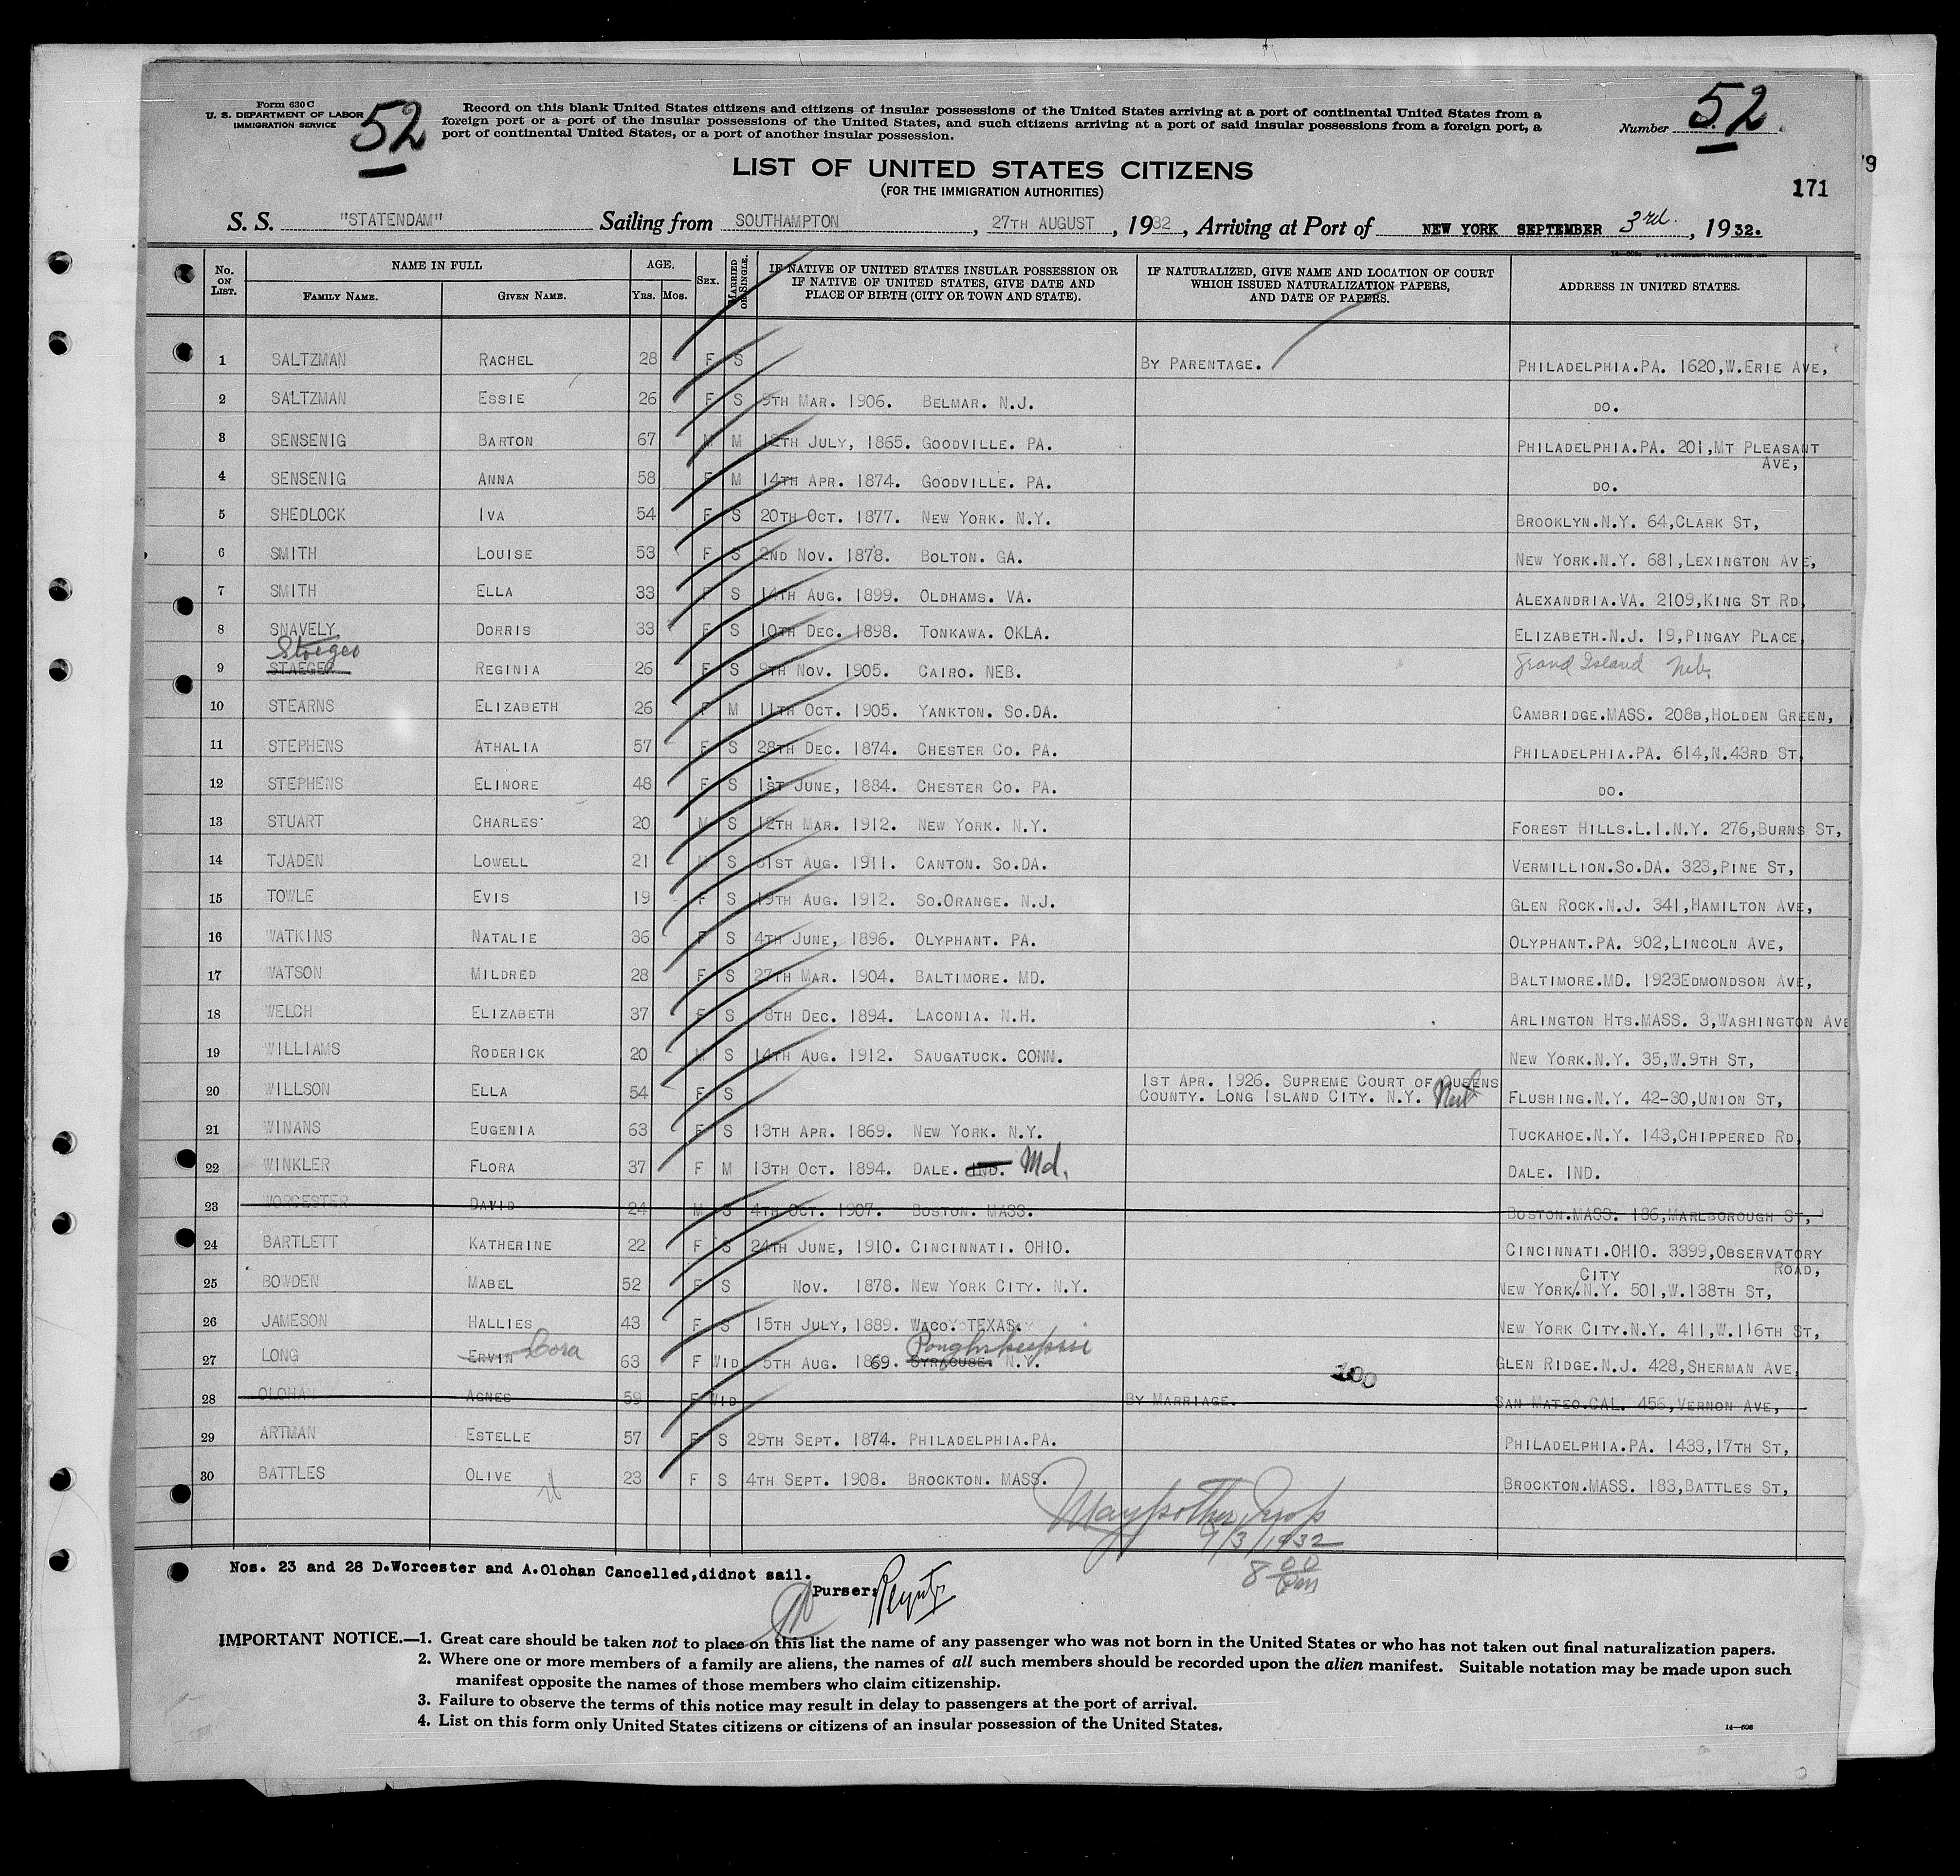 Form 630 C
U. S. DEPARTMENT OF LABOR
IMMIGRATION SERVICE
52
Record on this blank United States citizens and citizens of insular possessions of the United States arriving at a port of continental United States from a
foreign port or a port of the insular possessions of the United States, and such citizens arriving at a port of said insular possessions from a foreign port, a
port of continental United States, or a port of another insular possession.
Number 52
LIST OF UNITED STATES CITIZENS
(FOR THE IMMIGRATION AUTHORITIES)
171
S. S. "STATENDAM" Sailing from SOUTHAMPTON, 27TH AUGUST, 1932, Arriving at Port of NEW YORK SEPTEMBER 3rd, 1932.
No. ON LIST. NAME IN FULL FAMILY NAME. GIVEN NAME. AGE. YRS. MOS. SEX. MARRIED OR SINGLE. IF NATIVE OF UNITED STATES INSULAR POSSESSION OR IF NATIVE OF UNITED STATES, GIVE DATE AND PLACE OF BIRTH (CITY OR TOWN AND STATE). IF NATURALIZED, GIVE NAME AND LOCATION OF COURT WHICH ISSUED NATURALIZATION PAPERS, AND DATE OF PAPERS. ADDRESS IN UNITED STATES.
1 SALTZMAN RACHEL 28 F S BY PARENTAGE. PHILADELPHIA.PA. 1620,W.ERIE AVE,
2 SALTZMAN ESSIE 26 F S 9TH MAR. 1906. BELMAR. N.J. DO.
3 SENSENIG BARTON 67 M M 12TH JULY, 1865. GOODVILLE. PA. PHILADELPHIA.PA. 201,MT PLEASANT AVE,
4 SENSENIG ANNA 58 F M 14TH APR. 1874. GOODVILLE. PA. DO.
5 SHEDLOCK IVA 54 F S 20TH OCT. 1877. NEW YORK. N.Y. BROOKLYN.N.Y. 64,CLARK ST,
6 SMITH LOUISE 53 F S 2ND NOV. 1878. BOLTON. GA. NEW YORK.N.Y. 681,LEXINGTON AVE,
7 SMITH ELLA 33 F S 14TH AUG. 1899. OLDHAMS. VA. ALEXANDRIA.VA. 2109,KING ST RD,
8 SNAVELY DORRIS 33 F S 10TH DEC. 1898. TONKAWA. OKLA. ELIZABETH.N.J. 19,PINGAY PLACE,
Stoeger
9 STAEGER REGINIA 26 F S 9TH NOV. 1905. CAIRO. NEB. Grand Island Neb.
10 STEARNS ELIZABETH 26 F M 11TH OCT. 1905. YANKTON. SO.DA. CAMBRIDGE.MASS. 208B,HOLDEN GREEN,
11 STEPHENS ATHALIA 57 F S 28TH DEC. 1874. CHESTER CO. PA. PHILADELPHIA.PA. 614,N.43RD ST,
12 STEPHENS ELINORE 48 F S 1ST JUNE, 1884. CHESTER CO. PA. DO.
13 STUART CHARLES 20 M S 12TH MAR. 1912. NEW YORK. N.Y. FOREST HILLS.L.I.N.Y. 276,BURNS ST,
14 TJADEN LOWELL 21 M S 31ST AUG. 1911. CANTON. SO.DA. VERMILLION.SO.DA. 323,PINE ST,
15 TOWLE EVIS 19 F S 19TH AUG. 1912. SO.ORANGE. N.J. GLEN ROCK.N.J. 341,HAMILTON AVE,
16 WATKINS NATALIE 36 F S 4TH JUNE, 1896. OLYPHANT. PA. OLYPHANT.PA. 902,LINCOLN AVE,
17 WATSON MILDRED 28 F S 27TH MAR. 1904. BALTIMORE. MD. BALTIMORE.MD. 1923EDMONDSON AVE,
18 WELCH ELIZABETH 37 F S 8TH DEC. 1894. LACONIA. N.H. ARLINGTON HTS.MASS. 3,WASHINGTON AVE
19 WILLIAMS RODERICK 20 M S 14TH AUG. 1912. SAUGATUCK. CONN. NEW YORK.N.Y. 35,W.9TH ST,
20 WILLSON ELLA 54 F S 1ST APR. 1926. SUPREME COURT OF QUEENS COUNTY. LONG ISLAND CITY. N.Y. FLUSHING.N.Y. 42-30,UNION ST,
21 WINANS EUGENIA 63 F S 13TH APR. 1869. NEW YORK. N.Y. TUCKAHOE.N.Y. 143,CHIPPERED RD,
22 WINKLER FLORA 37 F M 13TH OCT. 1894. DALE. IND. Md. DALE. IND.
23 WORCESTER DAVID 24 M S 4TH OCT. 1907. BOSTON. MASS. BOSTON.MASS. 186,MARLBOROUGH ST,
24 BARTLETT KATHERINE 22 F S 24TH JUNE, 1910. CINCINNATI. OHIO. CINCINNATI.OHIO. 3399,OBSERVATORY ROAD,
25 BOWDEN MABEL 52 F S NOV. 1878. NEW YORK CITY. N.Y. NEW YORK CITY.N.Y. 501,W.138TH ST,
26 JAMESON HALLIES 43 F S 15TH JULY, 1889. WACO. TEXAS. NEW YORK CITY.N.Y. 411,W.116TH ST,
27 LONG ERVIN Cora 63 F WID 5TH AUG. 1869. SYRACUSE. Poughkeepsie N.Y. GLEN RIDGE.N.J. 428,SHERMAN AVE,
28 OLOHAN AGNES 59 F WID BY MARRIAGE. SAN MATEO.CAL. 456,VERNON AVE,
29 ARTMAN ESTELLE 57 F S 29TH SEPT. 1874. PHILADELPHIA.PA. PHILADELPHIA.PA. 1433,17TH ST,
30 BATTLES OLIVE 23 F S 4TH SEPT. 1908. BROCKTON. MASS. BROCKTON.MASS. 183,BATTLES ST,
9/3/1932
8 00
Nos. 23 and 28 D.Worcester and A.Olohan Cancelled,didnot sail.
Purser:
IMPORTANT NOTICE.—1. Great care should be taken not to place on this list the name of any passenger who was not born in the United States or who has not taken out final naturalization papers.
2. Where one or more members of a family are aliens, the names of all such members should be recorded upon the alien manifest. Suitable notation may be made upon such
manifest opposite the names of those members who claim citizenship.
3. Failure to observe the terms of this notice may result in delay to passengers at the port of arrival.
4. List on this form only United States citizens or citizens of an insular possession of the United States.
14—608